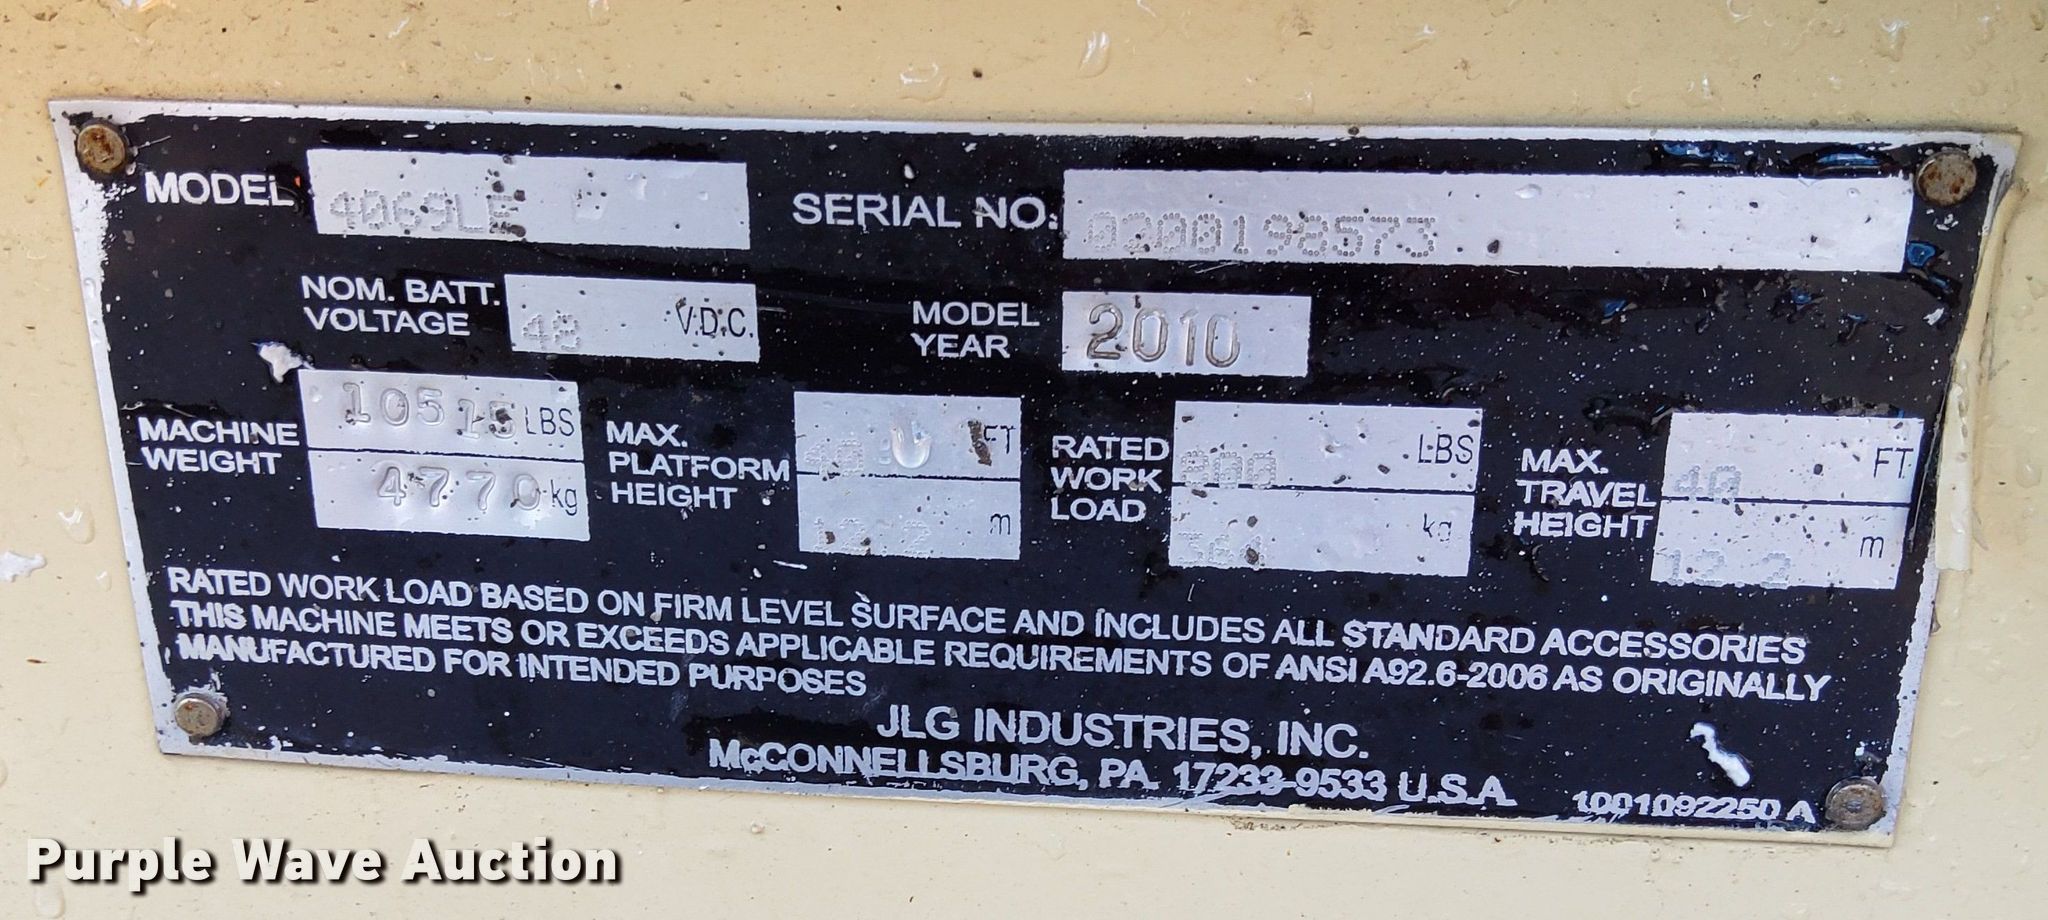 MODEL 4069LE SERIAL NO. 0200198573
NOM. BATT. VOLTAGE 48 V.D.C. MODEL YEAR 2010
MACHINE WEIGHT 10515 LBS 4770 kg
MAX. PLATFORM HEIGHT 40 FT 12.2 m
RATED WORK LOAD 800 LBS kg
MAX. TRAVEL HEIGHT 40 FT 12.2 m
RATED WORK LOAD BASED ON FIRM LEVEL SURFACE AND INCLUDES ALL STANDARD ACCESSORIES
THIS MACHINE MEETS OR EXCEEDS APPLICABLE REQUIREMENTS OF ANSI A92.6-2006 AS ORIGINALLY
MANUFACTURED FOR INTENDED PURPOSES
JLG INDUSTRIES, INC.
McCONNELLSBURG, PA. 17233-9533 U.S.A.
1001092250 A
Purple Wave Auction